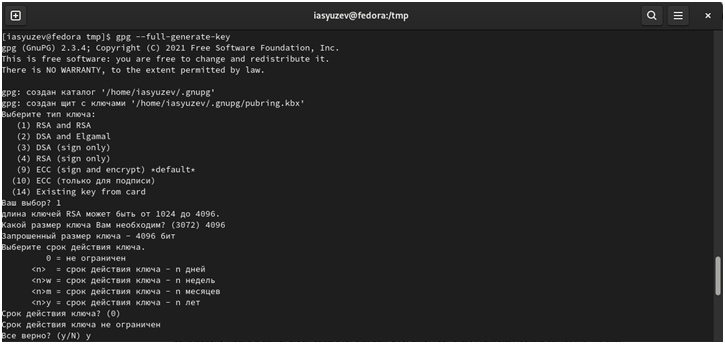 iasyuzev@fedora:/tmp
[iasyuzev@fedora tmp]$ gpg --full-generate-key
gpg (GnuPG) 2.3.4; Copyright (C) 2021 Free Software Foundation, Inc.
This is free software: you are free to change and redistribute it.
There is NO WARRANTY, to the extent permitted by law.
gpg: создан каталог '/home/iasyuzev/.gnupg'
gpg: создан щит с ключами '/home/iasyuzev/.gnupg/pubring.kbx'
Выберите тип ключа:
(1) RSA and RSA
(2) DSA and Elgamal
(3) DSA (sign only)
(4) RSA (sign only)
(9) ECC (sign and encrypt) *default*
(10) ECC (только для подписи)
(14) Existing key from card
Ваш выбор? 1
длина ключей RSA может быть от 1024 до 4096.
Какой размер ключа Вам необходим? (3072) 4096
Запрошенный размер ключа - 4096 бит
Выберите срок действия ключа.
0 = не ограничен
<n> = срок действия ключа - n дней
<n>w = срок действия ключа - n недель
<n>m = срок действия ключа - n месяцев
<n>y = срок действия ключа - n лет
Срок действия ключа? (0)
Срок действия ключа не ограничен
Все верно? (y/N) y